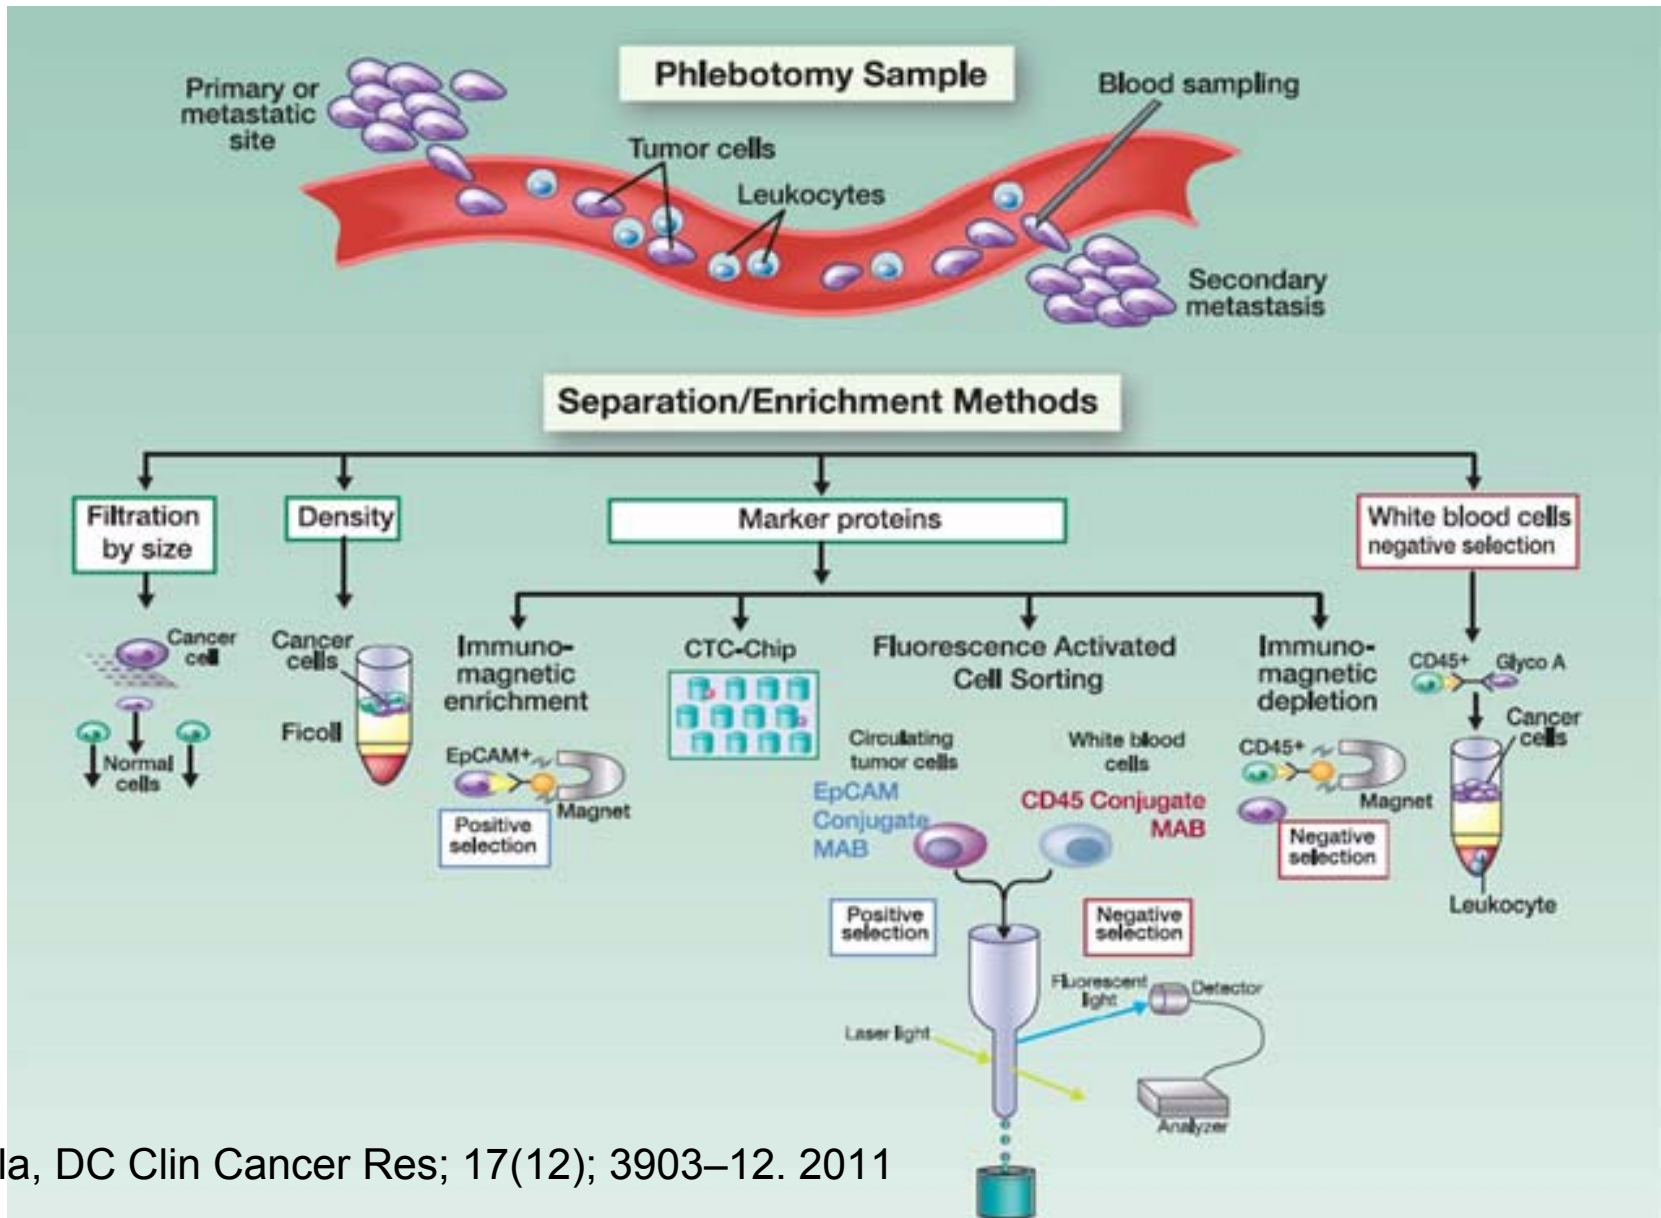 Phlebotomy Sample
Primary or
metastatic
site
Blood sampling
Tumor cells
Leukocytes
Secondary
metastasis
Separation/Enrichment Methods
Filtration
by size
Density
Marker proteins
White blood cells
negative selection
Cancer
cell
Normal
cells
Cancer
cells
Ficoll
Immuno-
magnetic
enrichment
EpCAM+
Magnet
Positive
selection
CTC-Chip
Fluorescence Activated
Cell Sorting
Circulating
tumor cells
EpCAM
Conjugate
MAB
White blood
cells
CD45 Conjugate
MAB
Positive
selection
Negative
selection
Laser light
Fluorescent
light
Detector
Analyzer
Immuno-
magnetic
depletion
CD45+
Magnet
Negative
selection
CD45+
Glyco A
Cancer
cells
Leukocyte
la, DC Clin Cancer Res; 17(12); 3903–12. 2011